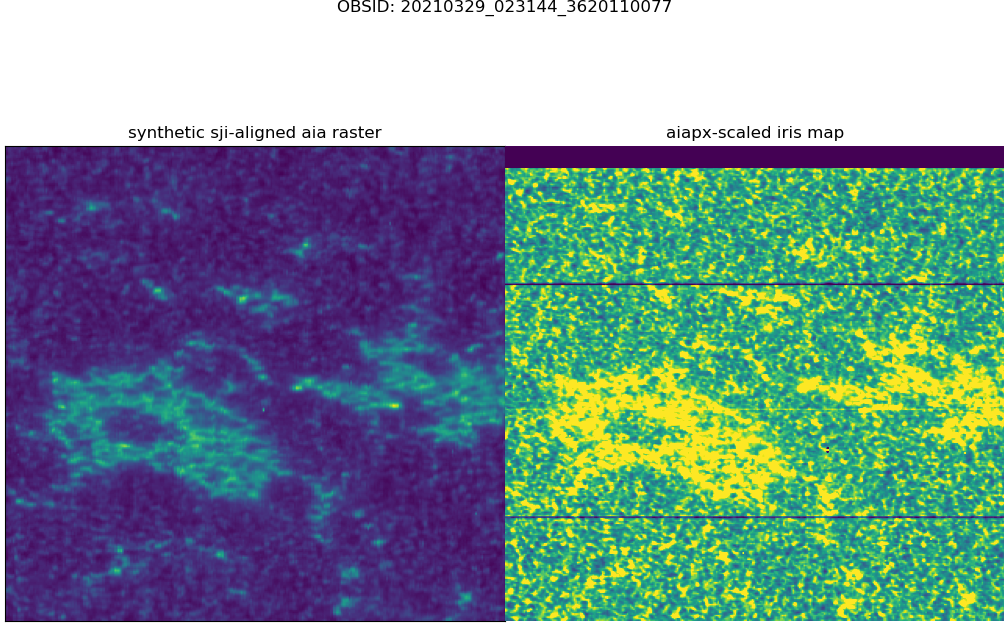 OBSID: 20210329_023144_3620110077
synthetic sji-aligned aia raster
aiapx-scaled iris map